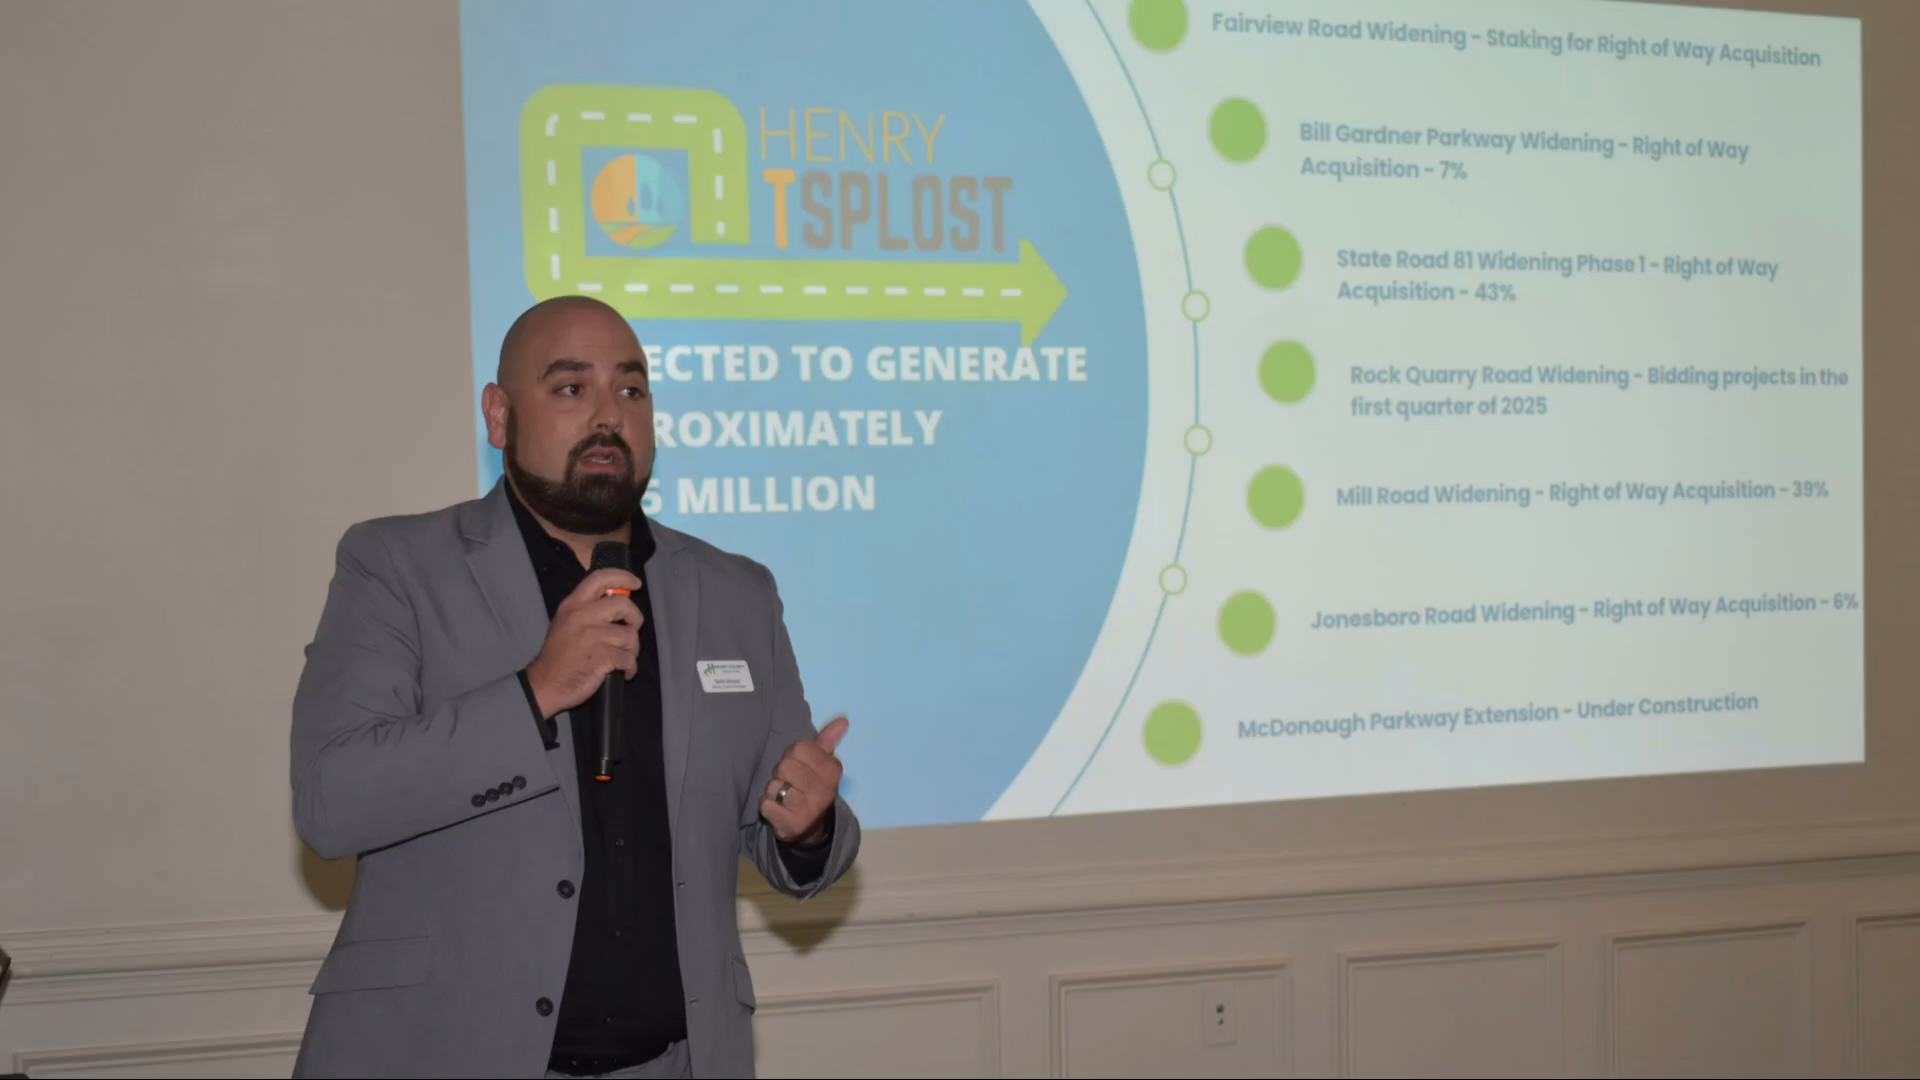 HENRY
TSPLOST
ECTED TO GENERATE
ROXIMATELY
MILLION
Fairview Road Widening - Staking for Right of Way Acquisition
Bill Gardner Parkway Widening - Right of Way
Acquisition - 7%
State Road 81 Widening Phase 1 - Right of Way
Acquisition - 43%
Rock Quarry Road Widening - Bidding projects in the
first quarter of 2025
Mill Road Widening - Right of Way Acquisition - 39%
Jonesboro Road Widening - Right of Way Acquisition - 6%
McDonough Parkway Extension - Under Construction